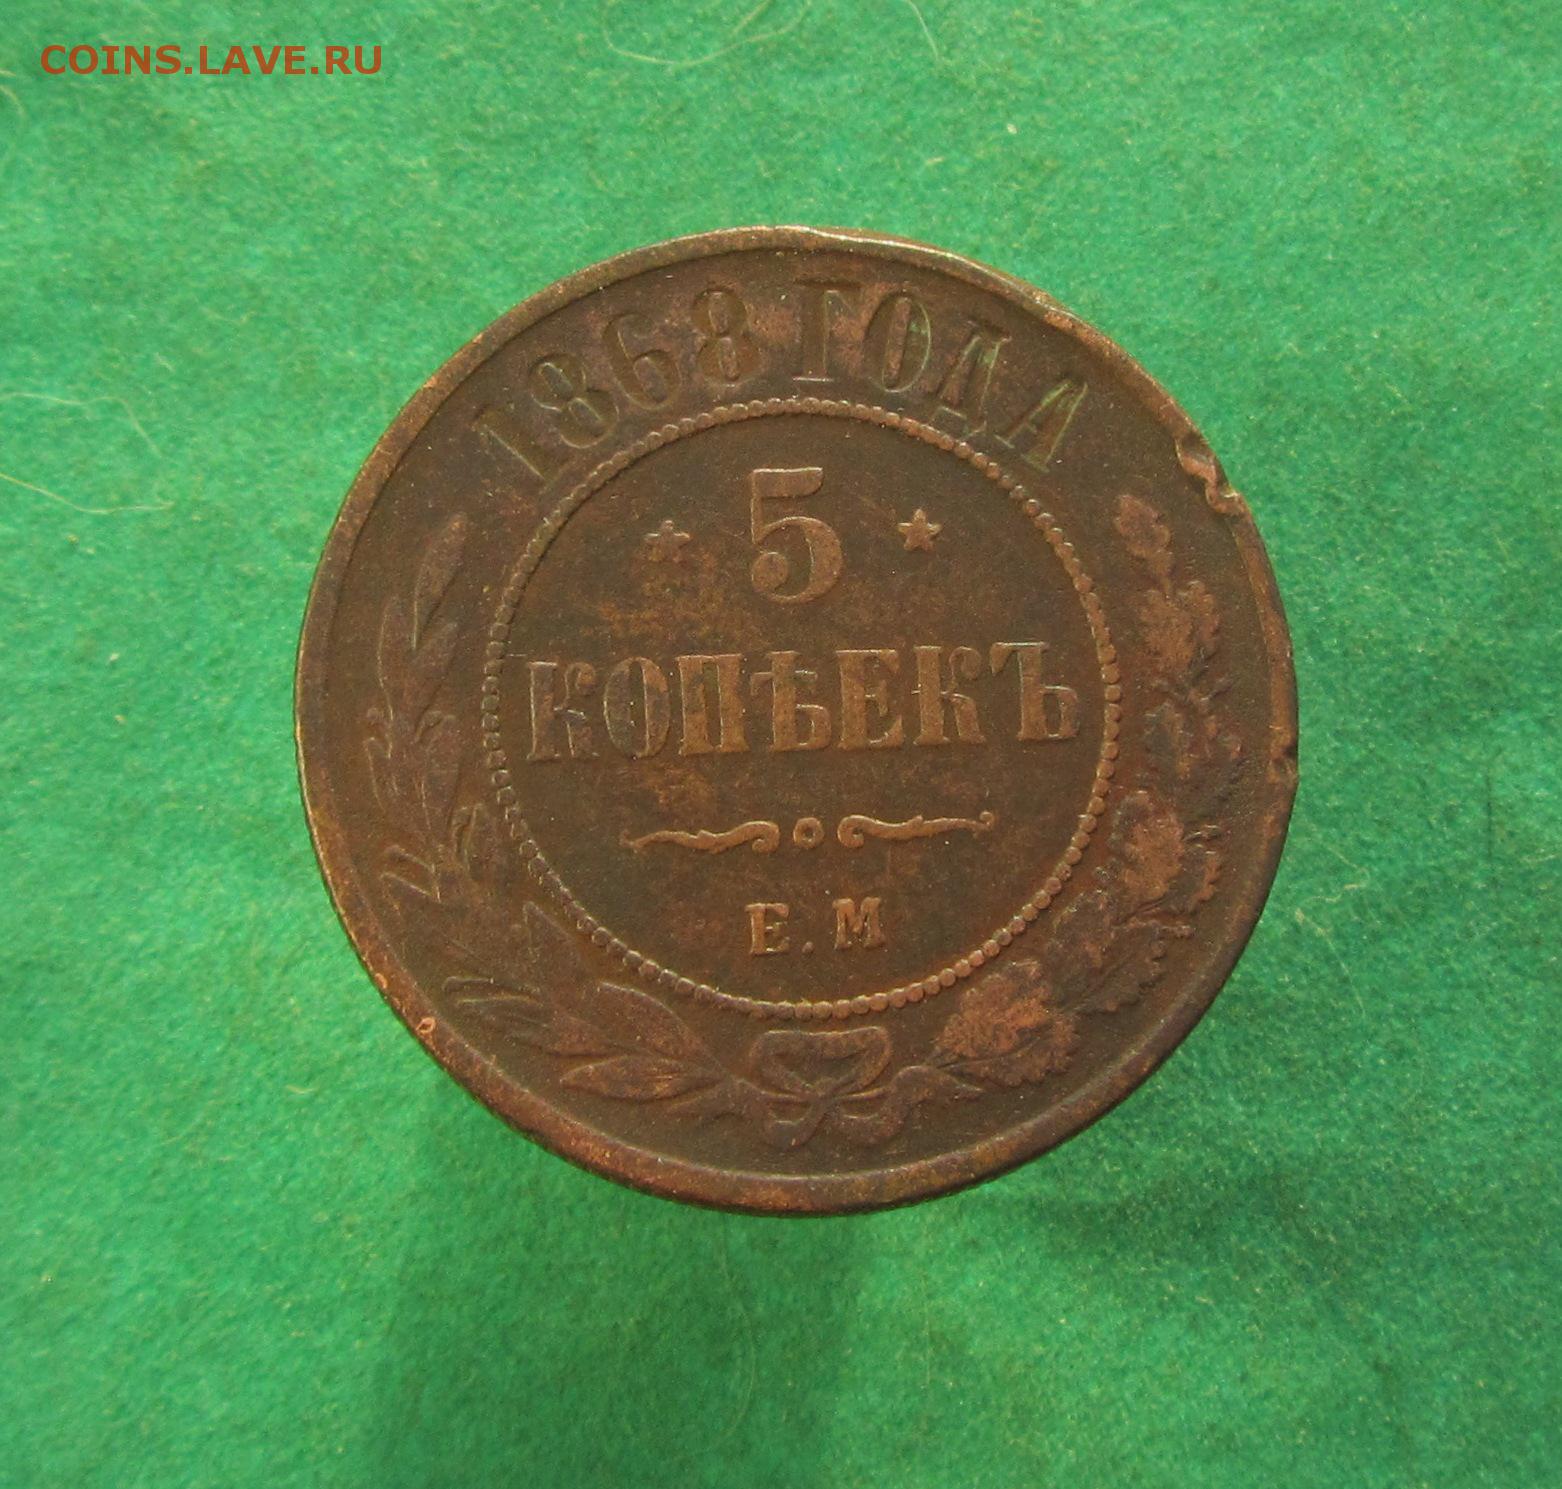 COINS.LAVE.RU
1868 ГОДА
5
КОПѢЕКЪ
Е.М